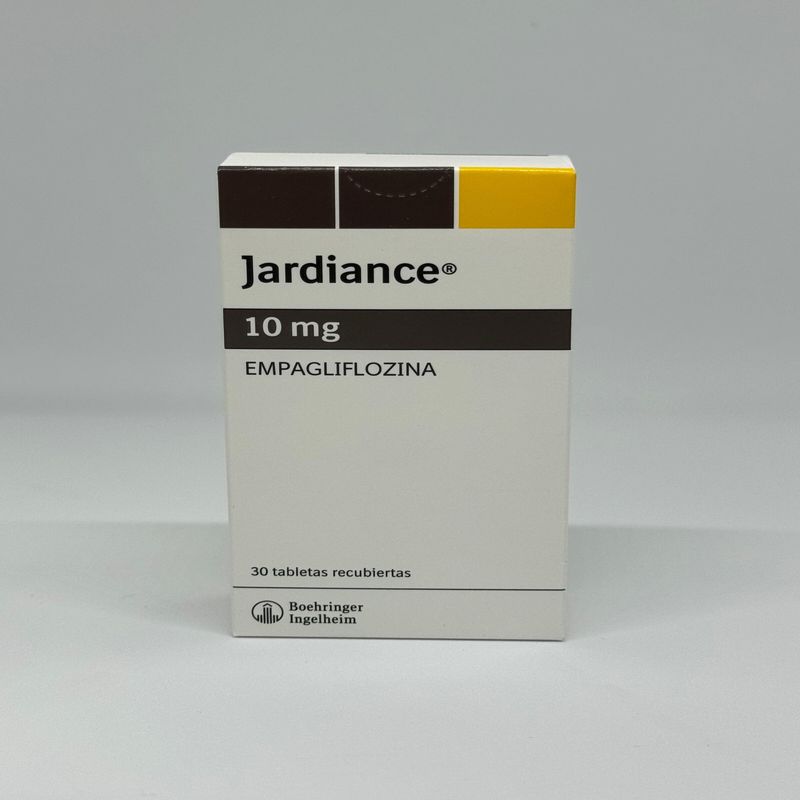 Jardiance®
10 mg
EMPAGLIFLOZINA
30 tabletas recubiertas
Boehringer
Ingelheim